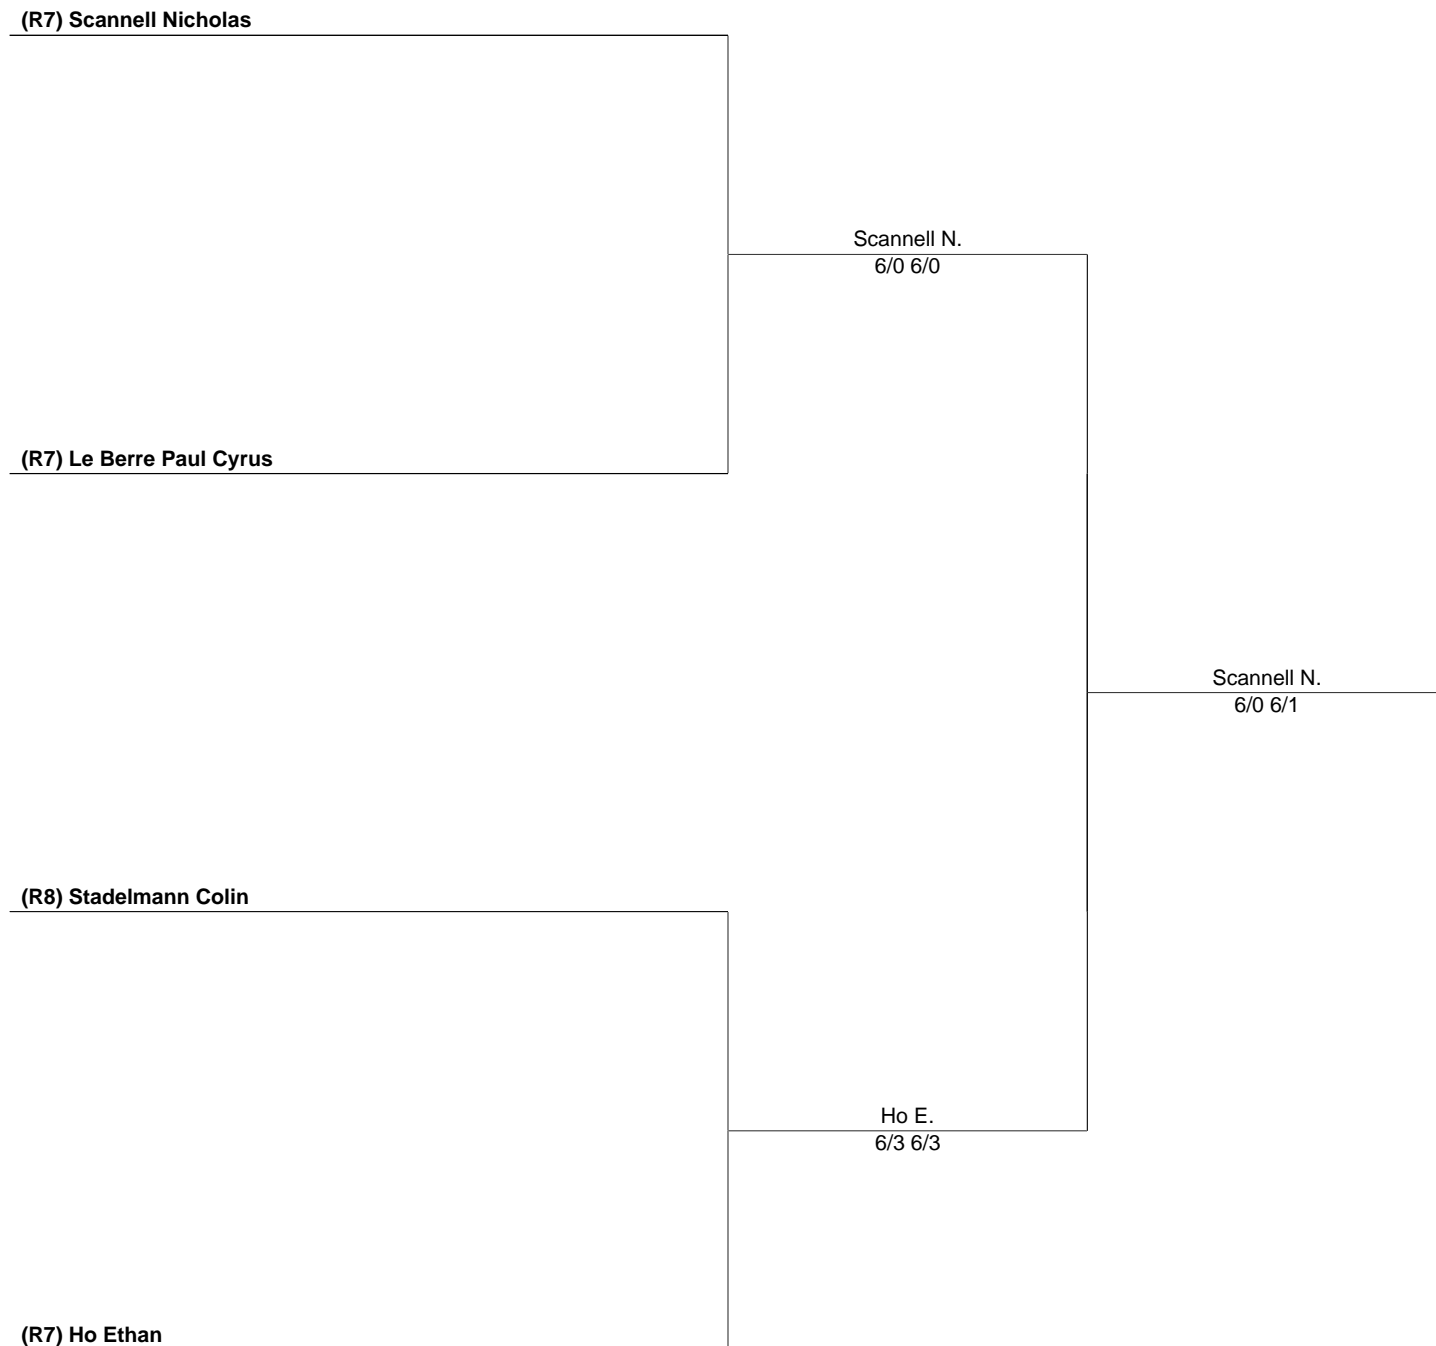 (R7) Scannell Nicholas
Scannell N.
6/0 6/0
(R7) Le Berre Paul Cyrus
Scannell N.
6/0 6/1
(R8) Stadelmann Colin
Ho E.
6/3 6/3
(R7) Ho Ethan